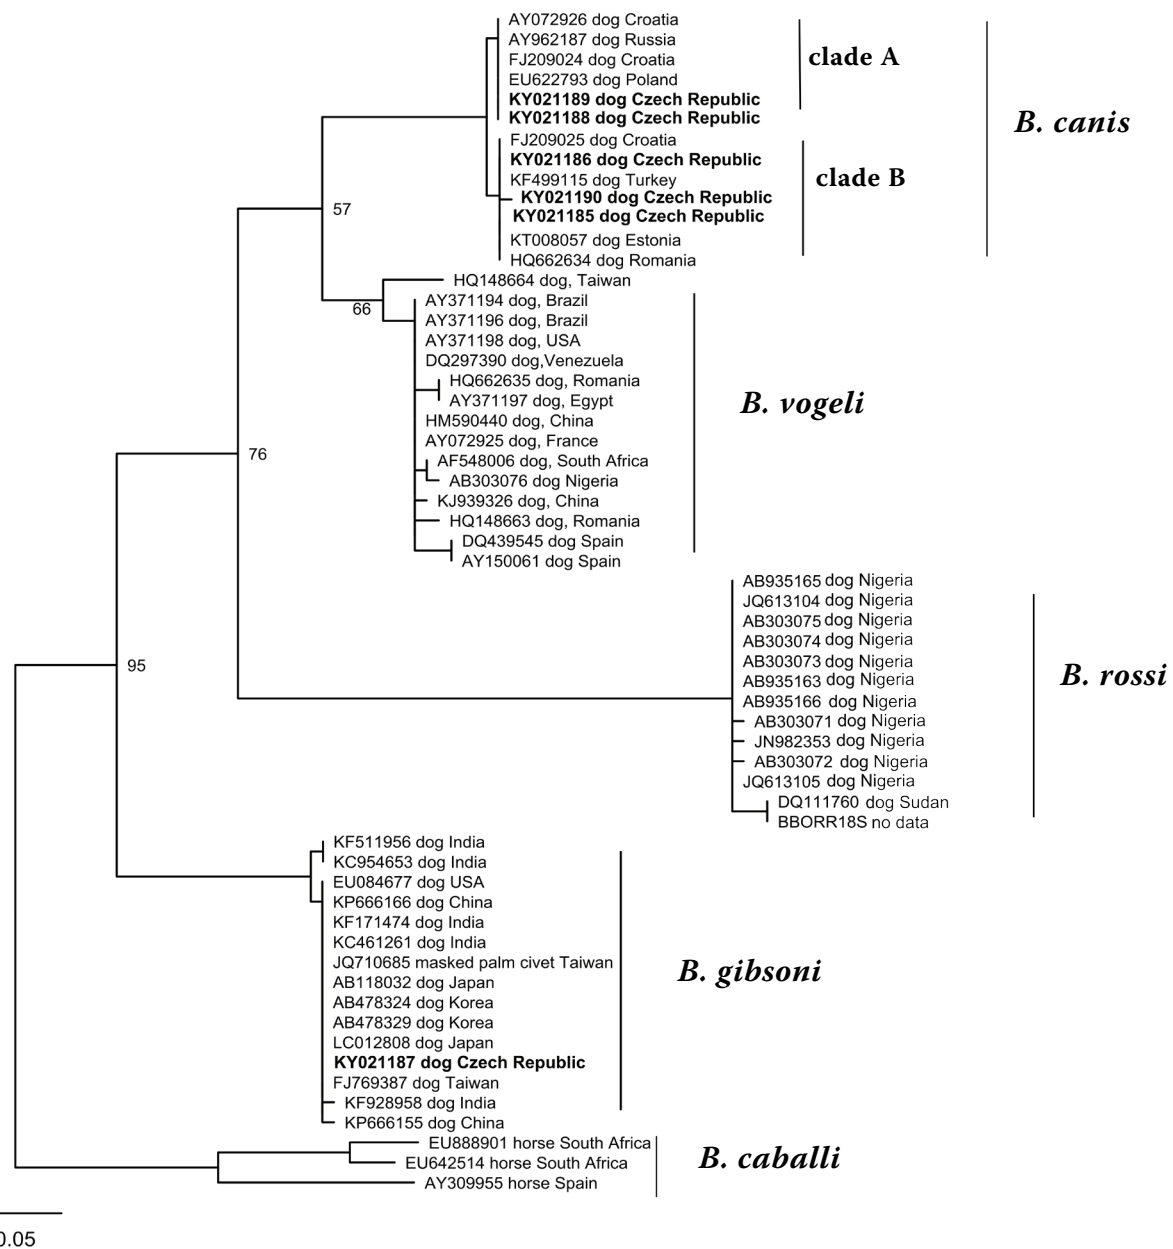 AY072926 dog Croatia
AY962187 dog Russia
FJ209024 dog Croatia
clade A
EU622793 dog Poland
KY021189 dog Czech Republic
KY021188 dog Czech Republic
B. canis
FJ209025 dog Croatia
KY021186 dog Czech Republic
KF499115 dog Turkey
clade B
KY021190 dog Czech Republic
KY021185 dog Czech Republic
57
KT008057 dog Estonia
HQ662634 dog Romania
HQ148664 dog, Taiwan
66
AY371194 dog, Brazil
AY371196 dog, Brazil
AY371198 dog, USA
DQ297390 dog,Venezuela
HQ662635 dog, Romania
AY371197 dog, Egypt
B. vogeli
HM590440 dog, China
AY072925 dog, France
76
AF548006 dog, South Africa
AB303076 dog Nigeria
KJ939326 dog, China
HQ148663 dog, Romania
DQ439545 dog Spain
AY150061 dog Spain
AB935165 dog Nigeria
JQ613104 dog Nigeria
AB303075 dog Nigeria
AB303074 dog Nigeria
AB303073 dog Nigeria
95
B. rossi
AB935163 dog Nigeria
AB935166 dog Nigeria
AB303071 dog Nigeria
JN982353 dog Nigeria
AB303072 dog Nigeria
JQ613105 dog Nigeria
DQ111760 dog Sudan
BBORR18S no data
KF511956 dog India
KC954653 dog India
EU084677 dog USA
KP666166 dog China
KF171474 dog India
KC461261 dog India
JQ710685 masked palm civet Taiwan
B. gibsoni
AB118032 dog Japan
AB478324 dog Korea
AB478329 dog Korea
LC012808 dog Japan
KY021187 dog Czech Republic
FJ769387 dog Taiwan
KF928958 dog India
KP666155 dog China
EU888901 horse South Africa
B. caballi
EU642514 horse South Africa
AY309955 horse Spain
0.05